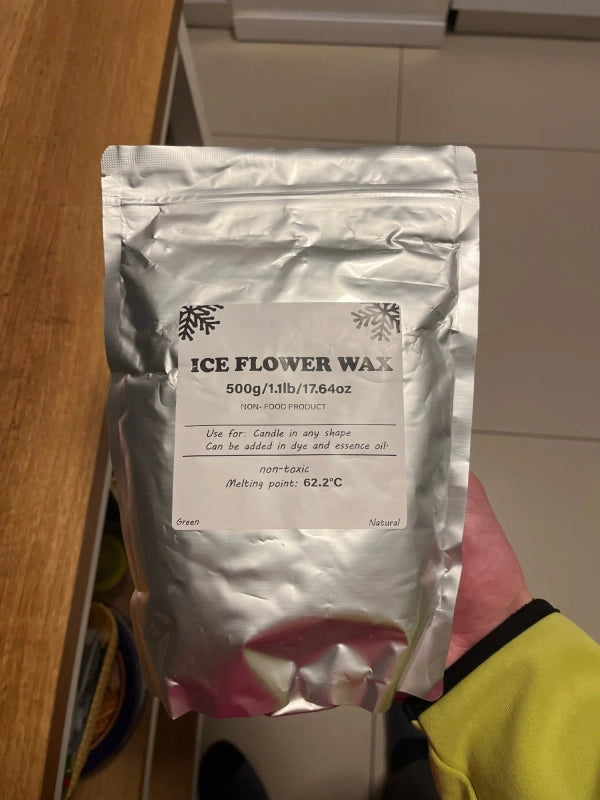 ICE FLOWER WAX
500g/1.1lb/17.64oz
NON- FOOD PRODUCT
Use for: Candle in any shape
Can be added in dye and essence oil.
non-toxic
Melting point: 62.2°C
Green Natural